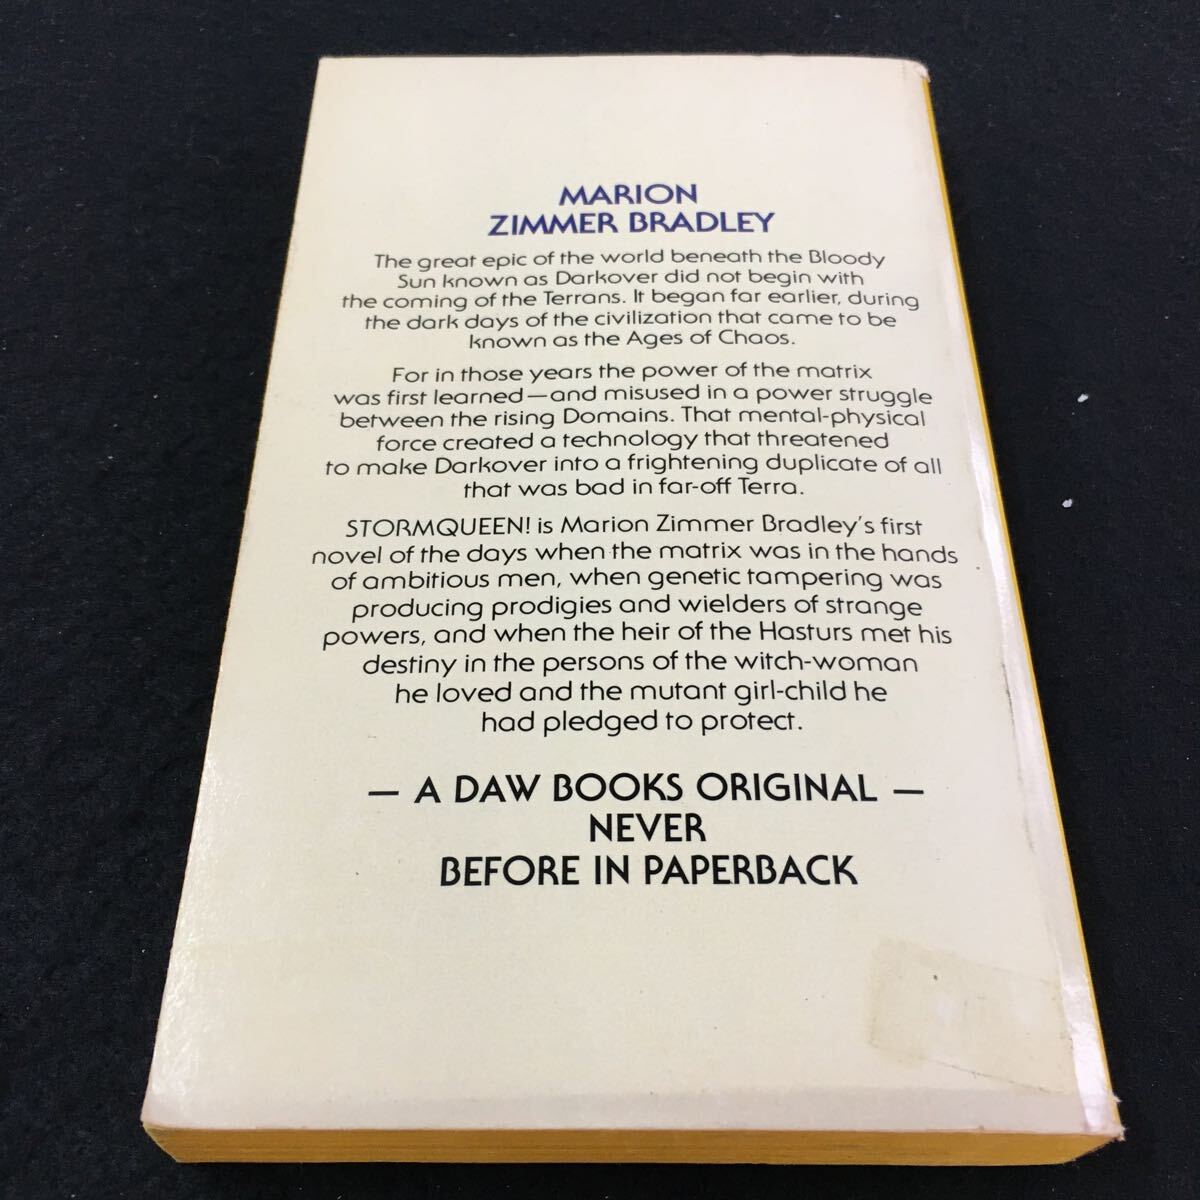 MARION
ZIMMER BRADLEY
The great epic of the world beneath the Bloody
Sun known as Darkover did not begin with
the coming of the Terrans. It began far earlier, during
the dark days of the civilization that came to be
known as the Ages of Chaos.
For in those years the power of the matrix
was first learned—and misused in a power struggle
between the rising Domains. That mental-physical
force created a technology that threatened
to make Darkover into a frightening duplicate of all
that was bad in far-off Terra.
STORMQUEEN! is Marion Zimmer Bradley's first
novel of the days when the matrix was in the hands
of ambitious men, when genetic tampering was
producing prodigies and wielders of strange
powers, and when the heir of the Hasturs met his
destiny in the persons of the witch-woman
he loved and the mutant girl-child he
had pledged to protect.
— A DAW BOOKS ORIGINAL —
NEVER
BEFORE IN PAPERBACK